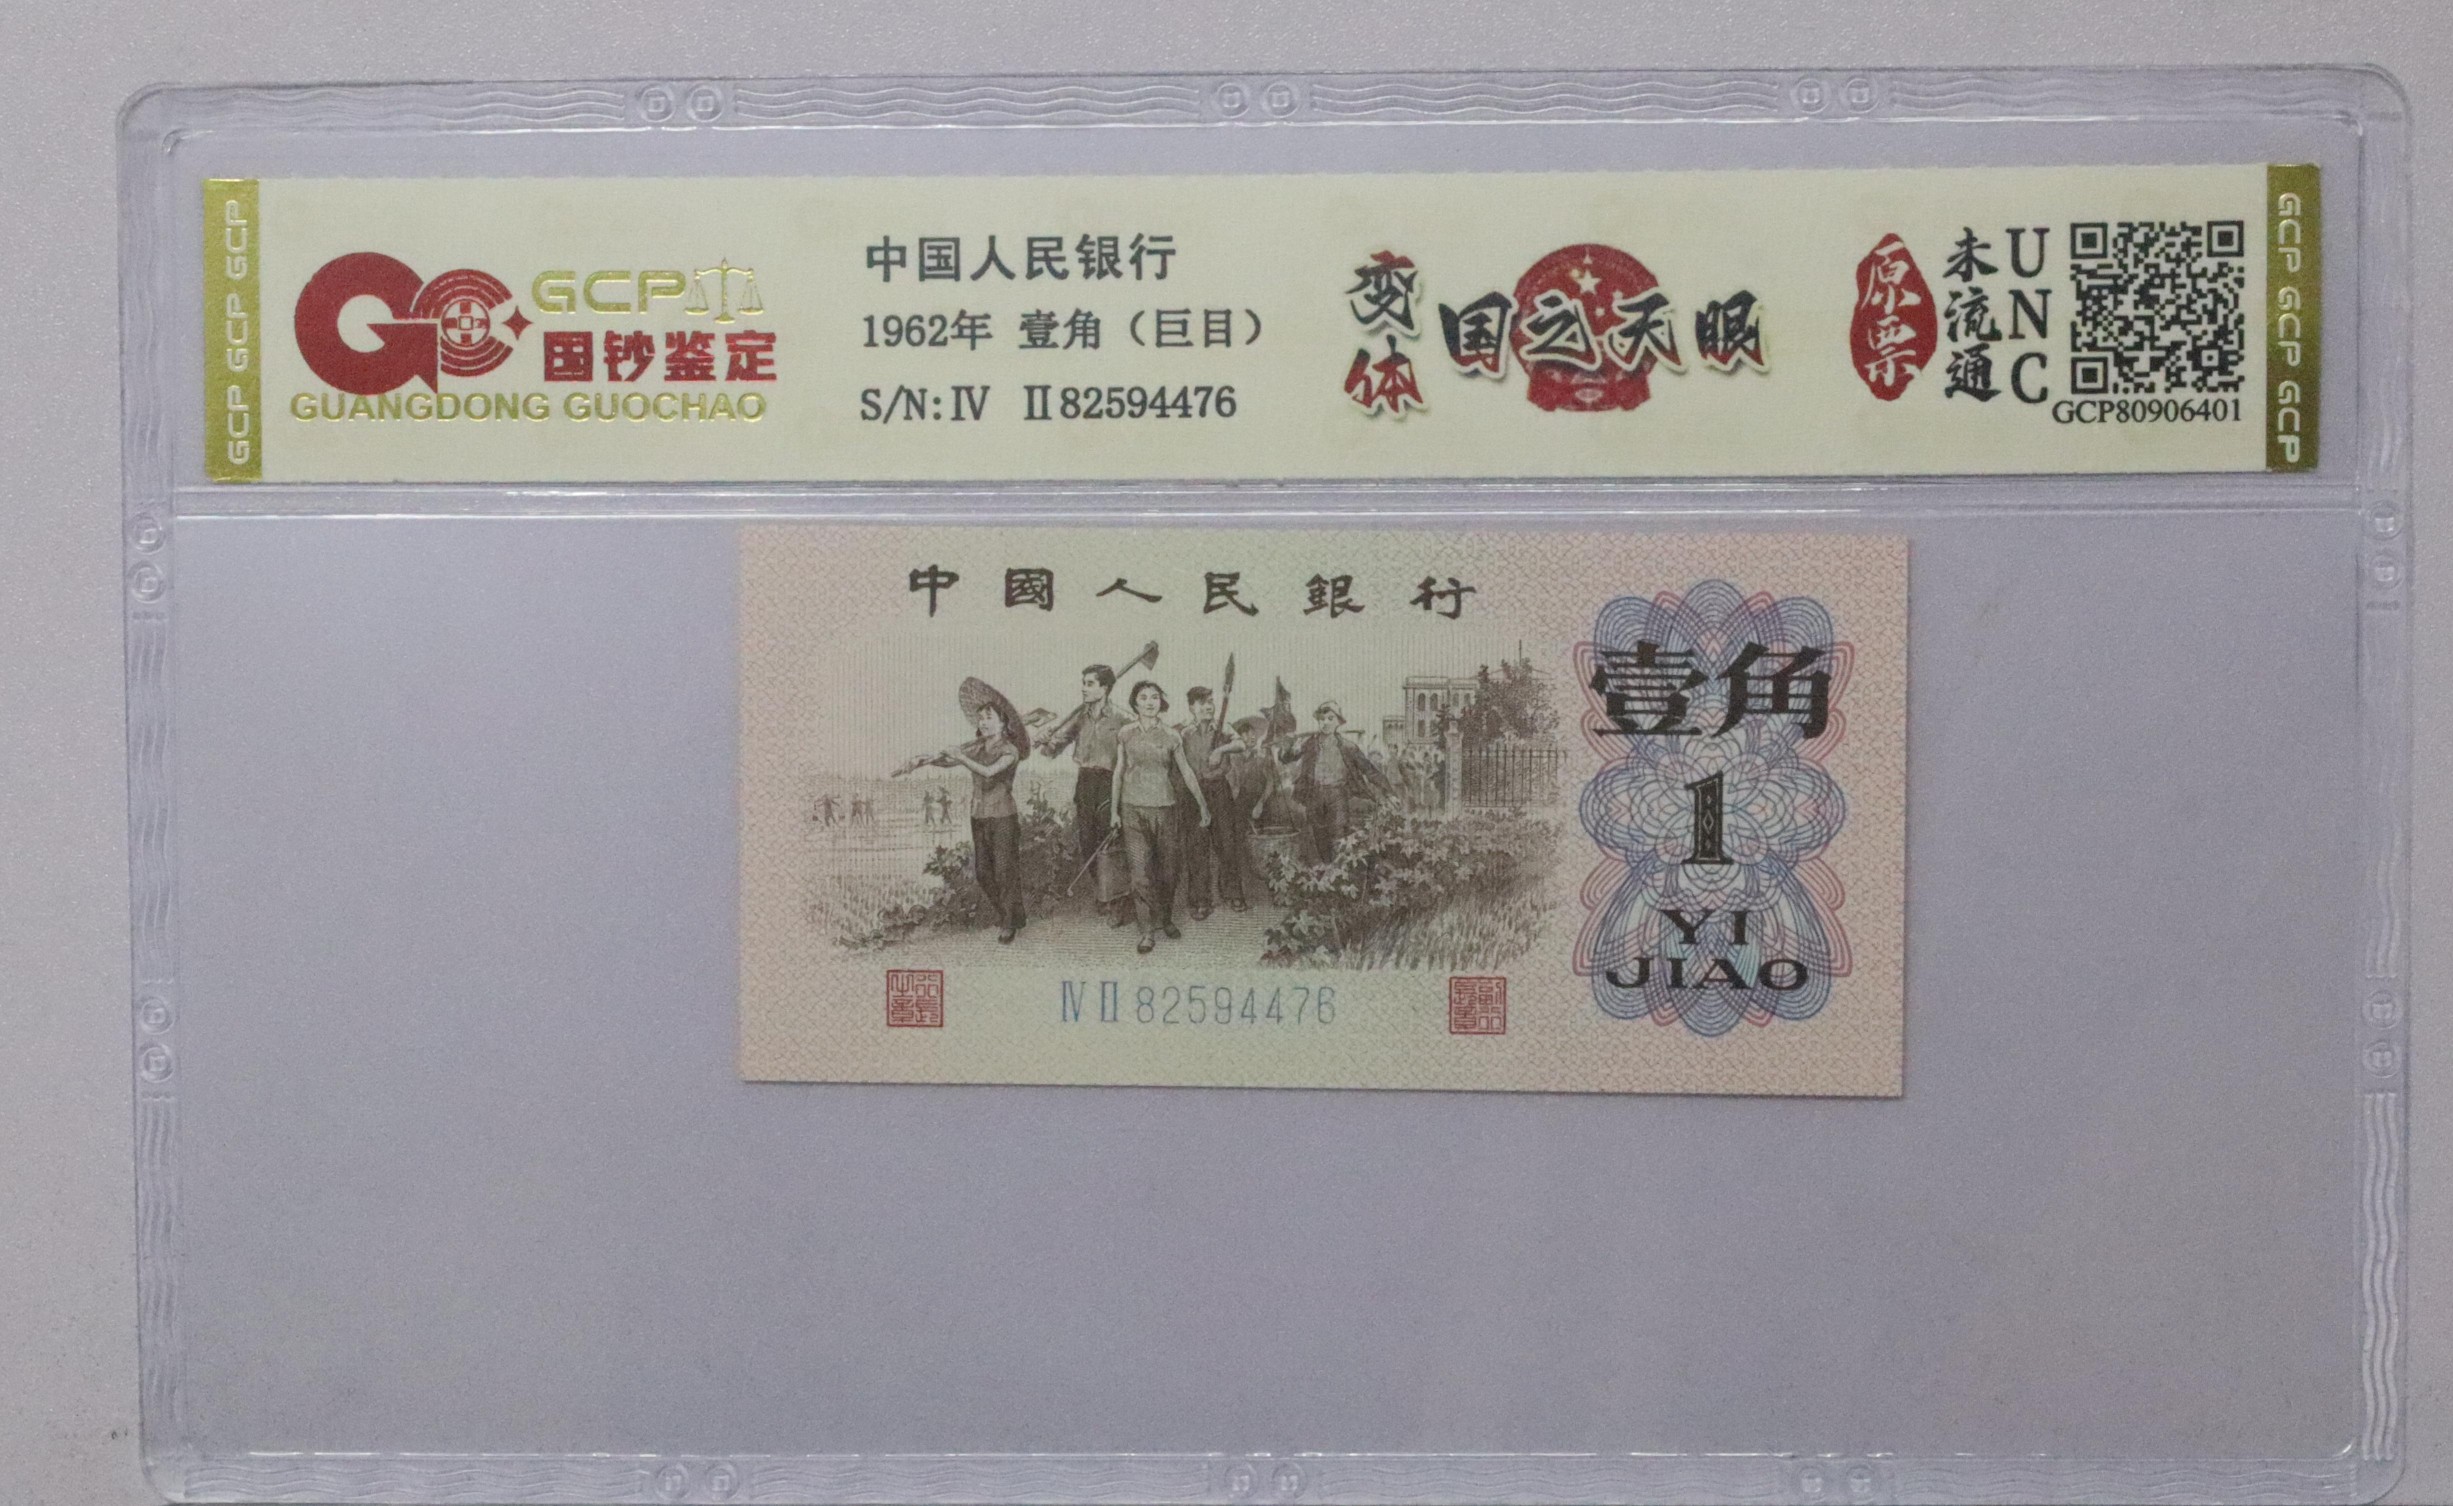 GCP GCP GCP
GCP
国钞鉴定
GUANGDONG GUOCHAO
中国人民银行
1962年 壹角（巨目）
S/N: IV II 82594476
变体
国之天眼
原票
未流通
UNC
GCP80906401
GCP GCP GCP
中國人民銀行
壹角
1
YI
JIAO
IV II 82594476